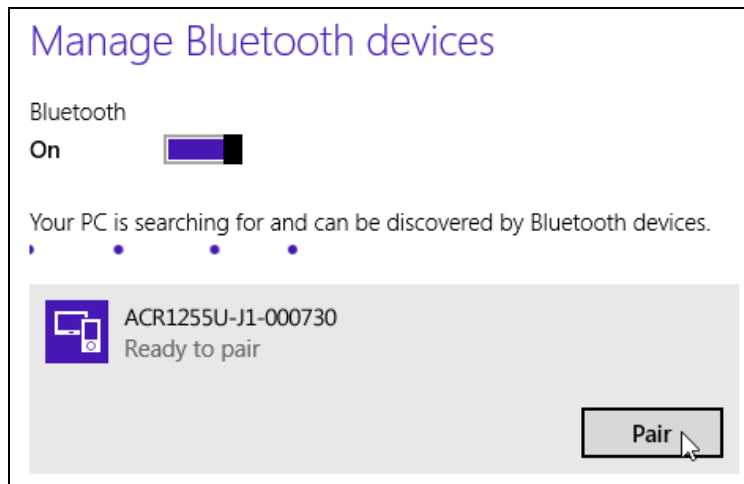 Manage Bluetooth devices
Bluetooth
On
Your PC is searching for and can be discovered by Bluetooth devices.
ACR1255U-J1-000730
Ready to pair
Pair